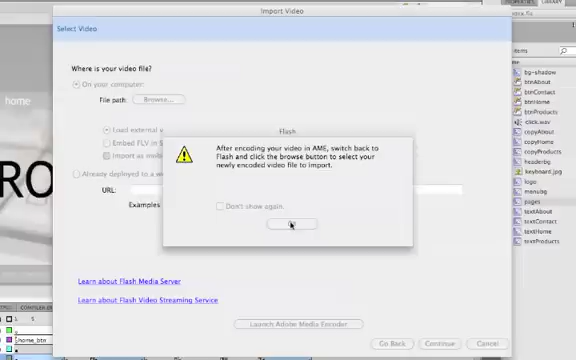 Import Video
PROPERTIES
LIBRARY
Select Video
Where is your video file?
On your computer:
File path: Browse...
Load external
Embed FLV in S
Import as mobile
Already deployed to a w
URL:
Examples
Flash
After encoding your video in AME, switch back to
Flash and click the browse button to select your
newly encoded video file to import.
Don't show again.
Learn about Flash Media Server
Learn about Flash Video Streaming Service
Launch Adobe Media Encoder
Go Back
Continue
Cancel
home
RO
home_btn
items
bg-shadow
btnAbout
btnContact
btnHome
btnProducts
click.wav
copyAbout
copyHome
copyProducts
headerbg
keyboard.jpg
logo
menubg
pages
textAbout
textContact
textHome
textProducts